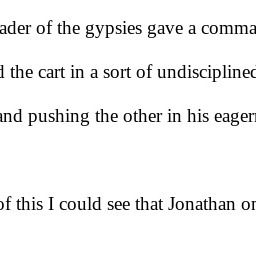 ader of the gypsies gave a comma
the cart in a sort of undisciplined
and pushing the other in his eager
of this I could see that Jonathan or